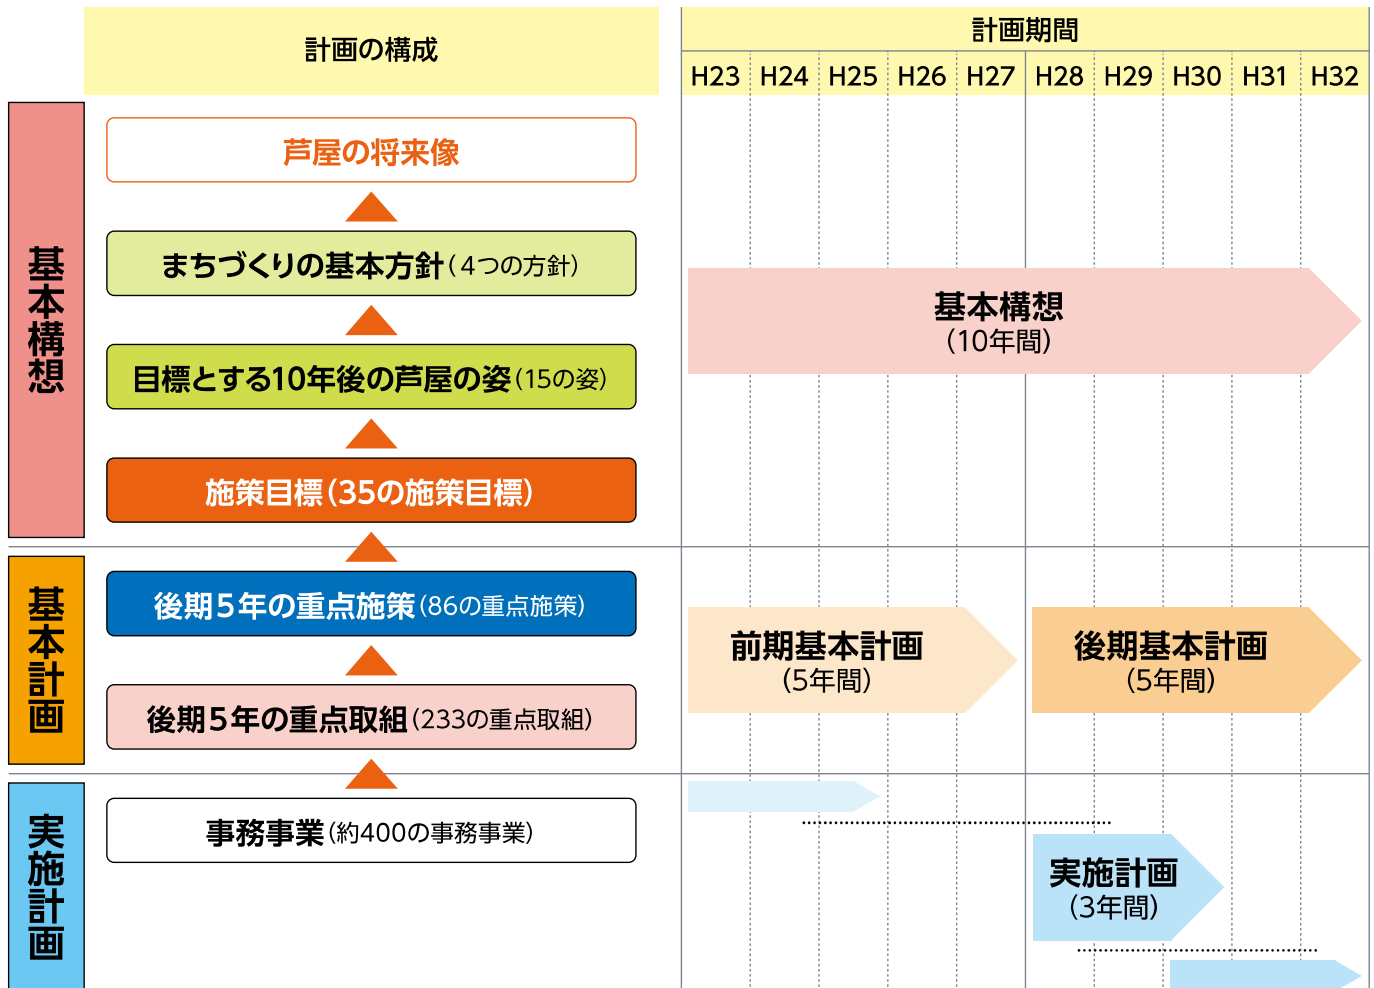 計画の構成
計画期間
H23 H24 H25 H26 H27 H28 H29 H30 H31 H32
基本構想
芦屋の将来像
まちづくりの基本方針(4つの方針)
目標とする10年後の芦屋の姿(15の姿)
施策目標(35の施策目標)
基本構想
(10年間)
基本計画
後期5年の重点施策(86の重点施策)
後期5年の重点取組(233の重点取組)
前期基本計画
(5年間)
後期基本計画
(5年間)
実施計画
事務事業(約400の事務事業)
実施計画
(3年間)